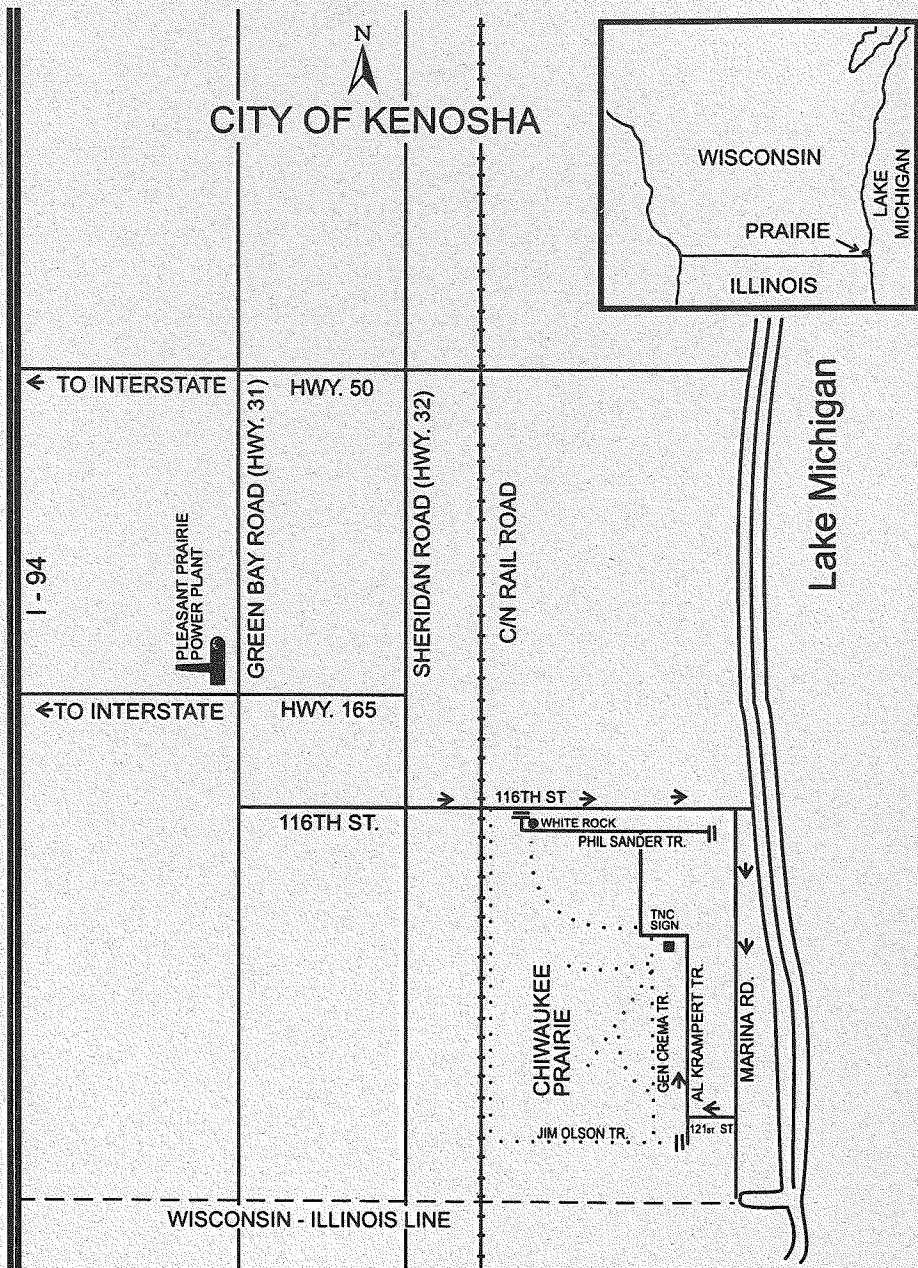 N
CITY OF KENOSHA
WISCONSIN
LAKE
MICHIGAN
PRAIRIE
ILLINOIS
TO INTERSTATE
HWY. 50
GREEN BAY ROAD (HWY. 31)
SHERIDAN ROAD (HWY. 32)
C/N RAIL ROAD
Lake Michigan
I - 94
PLEASANT PRAIRIE
POWER PLANT
TO INTERSTATE
HWY. 165
116TH ST
116TH ST.
WHITE ROCK
PHIL SANDER TR.
TNC
SIGN
CHIWAUKEE
PRAIRIE
GEN CREMA TR.
AL KRAMPERT TR.
MARINA RD.
JIM OLSON TR.
121ST ST.
WISCONSIN - ILLINOIS LINE